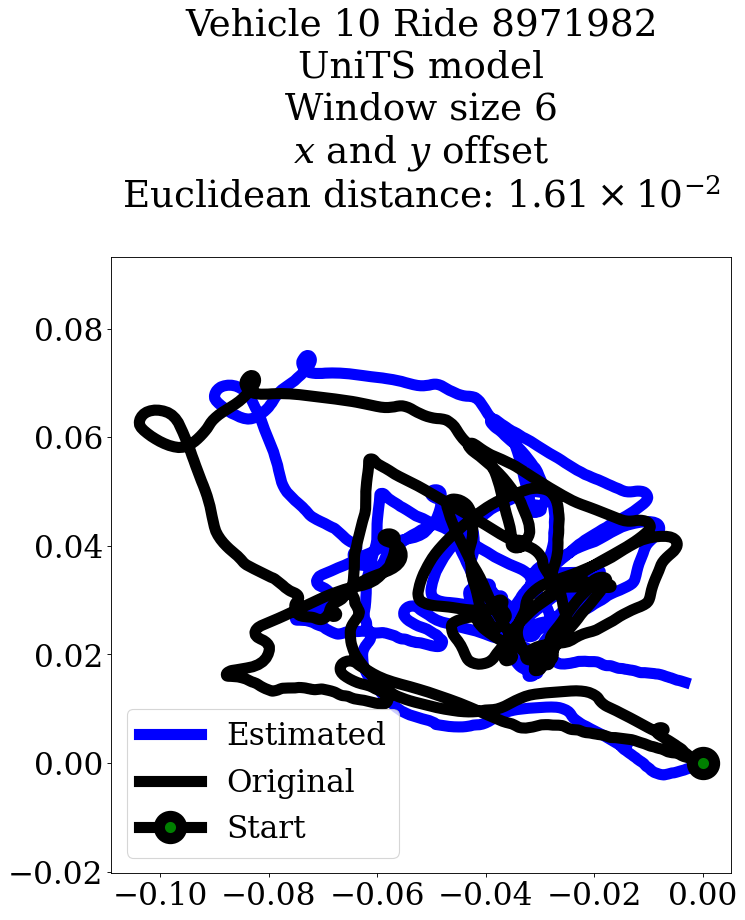 Vehicle 10 Ride 8971982
UniTS model
Window size 6
x and y offset
Euclidean distance: 1.61 × 10⁻²
0.08
0.06
0.04
0.02
0.00
−0.02
Estimated
Original
Start
−0.10 −0.08 −0.06 −0.04 −0.02 0.00